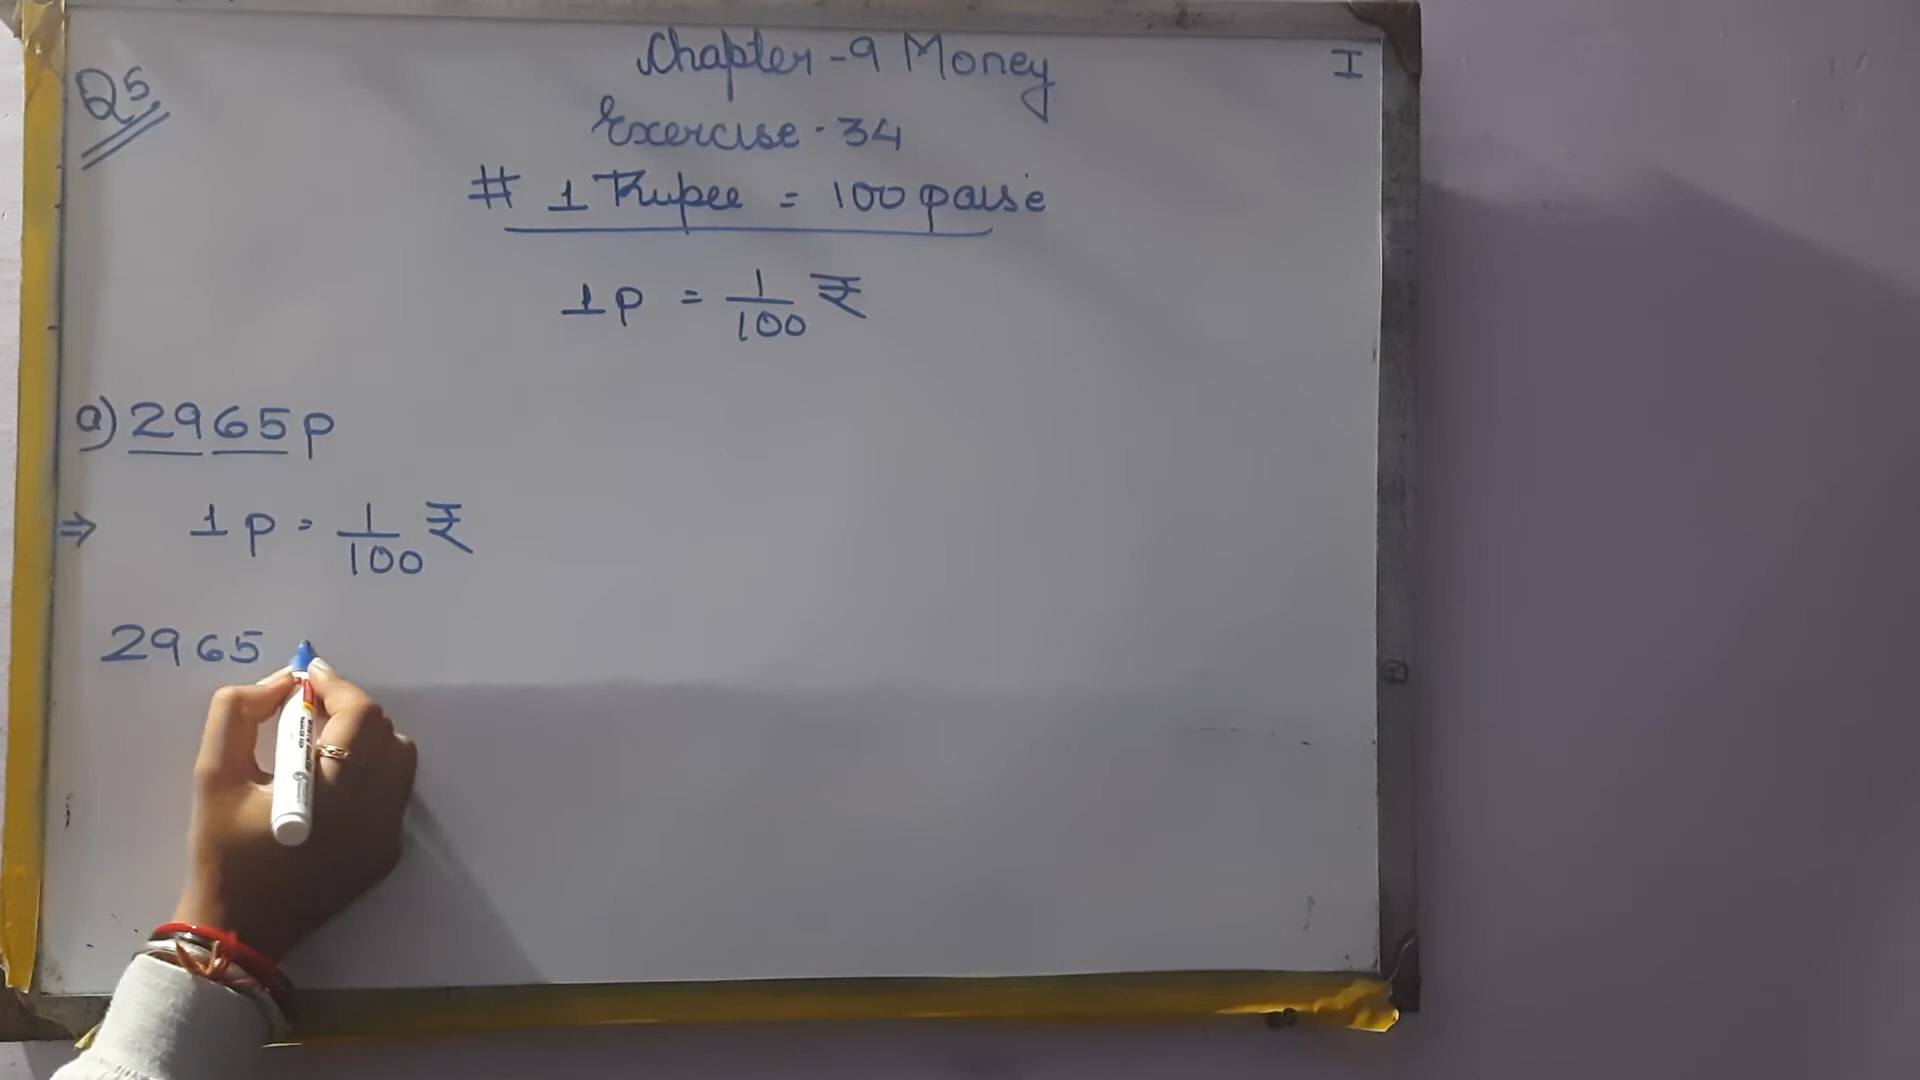 Q5
Chapter-9 Money
I
Exercise-34
# 1 Rupee = 100 paise
1p = 1/100 ₹
a) 2965p
⇒ 1p = 1/100 ₹
2965